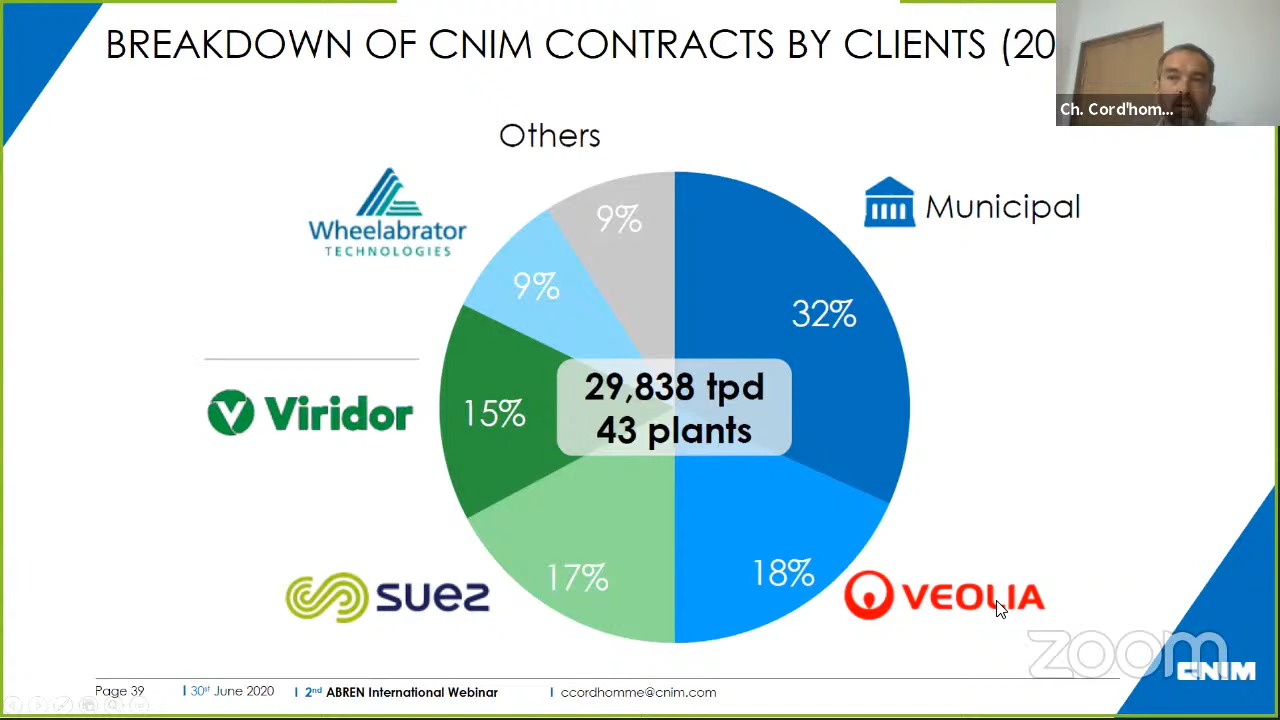 BREAKDOWN OF CNIM CONTRACTS BY CLIENTS (20
Ch. Cord'hom...
Others
Wheelabrator
TECHNOLOGIES
Municipal
9%
9%
32%
29,838 tpd
43 plants
Viridor
15%
17%
18%
suez
VEOLIA
zoom
CNIM
Page 39
30st June 2020
2nd ABREN International Webinar
ccordhomme@cnim.com